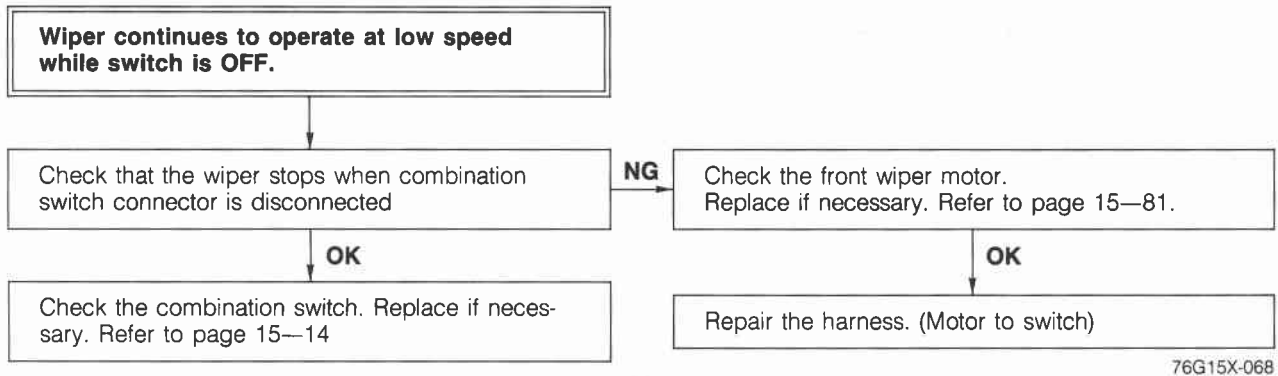 Wiper continues to operate at low speed
while switch is OFF.
Check that the wiper stops when combination
switch connector is disconnected
NG
Check the front wiper motor.
Replace if necessary. Refer to page 15—81.
OK
OK
Check the combination switch. Replace if neces-
sary. Refer to page 15—14
Repair the harness. (Motor to switch)
76G15X-068